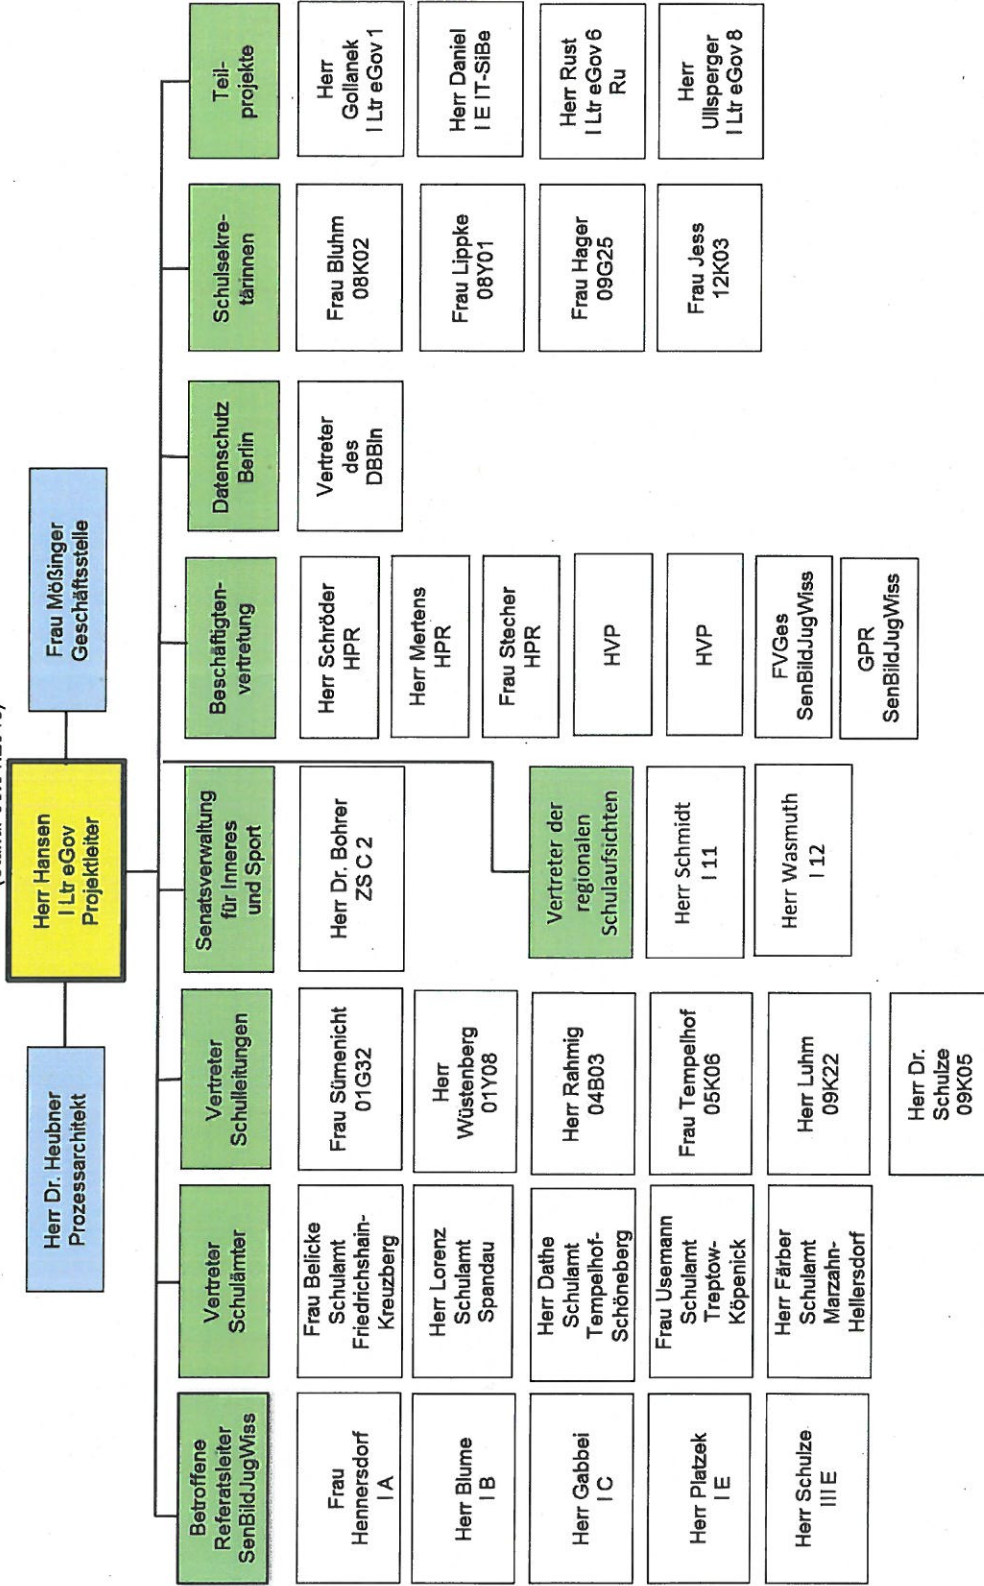 Herr Hansen
I Ltr eGov
Projektleiter
Herr Dr. Heubner
Prozessarchitekt
Frau Mößinger
Geschäftsstelle
Betroffene
Referatsleiter
SenBildJugWiss
Frau
Hennersdorf
I A
Herr Blume
I B
Herr Gabbei
I C
Herr Platzek
I E
Herr Schulze
III E
Vertreter
Schulämter
Frau Belicke
Schulamt
Friedrichshain-
Kreuzberg
Herr Lorenz
Schulamt
Spandau
Herr Dathe
Schulamt
Tempelhof-
Schöneberg
Frau Usemann
Schulamt
Treptow-
Köpenick
Herr Färber
Schulamt
Marzahn-
Hellersdorf
Vertreter
Schulleitungen
Frau Sümenicht
01G32
Herr
Wüstenberg
01Y08
Herr Rahmig
04B03
Frau Tempelhof
05K06
Herr Luhm
09K22
Herr Dr.
Schulze
09K05
Senatsverwaltung
für Inneres
und Sport
Herr Dr. Bohrer
ZS C 2
Vertreter der
regionalen
Schulaufsichten
Herr Schmidt
I 11
Herr Wasmuth
I 12
Beschäftigten-
vertretung
Herr Schröder
HPR
Herr Mertens
HPR
Frau Stecher
HPR
HVP
HVP
FVGes
SenBildJugWiss
GPR
SenBildJugWiss
Datenschutz
Berlin
Vertreter
des
DBBln
Schulsekre-
tärinnen
Frau Bluhm
08K02
Frau Lippke
08Y01
Frau Hager
09G25
Frau Jess
12K03
Teil-
projekte
Herr
Gollanek
I Ltr eGov 1
Herr Daniel
I E IT-SiBe
Herr Rust
I Ltr eGov 6
Ru
Herr
Ullsperger
I Ltr eGov 8